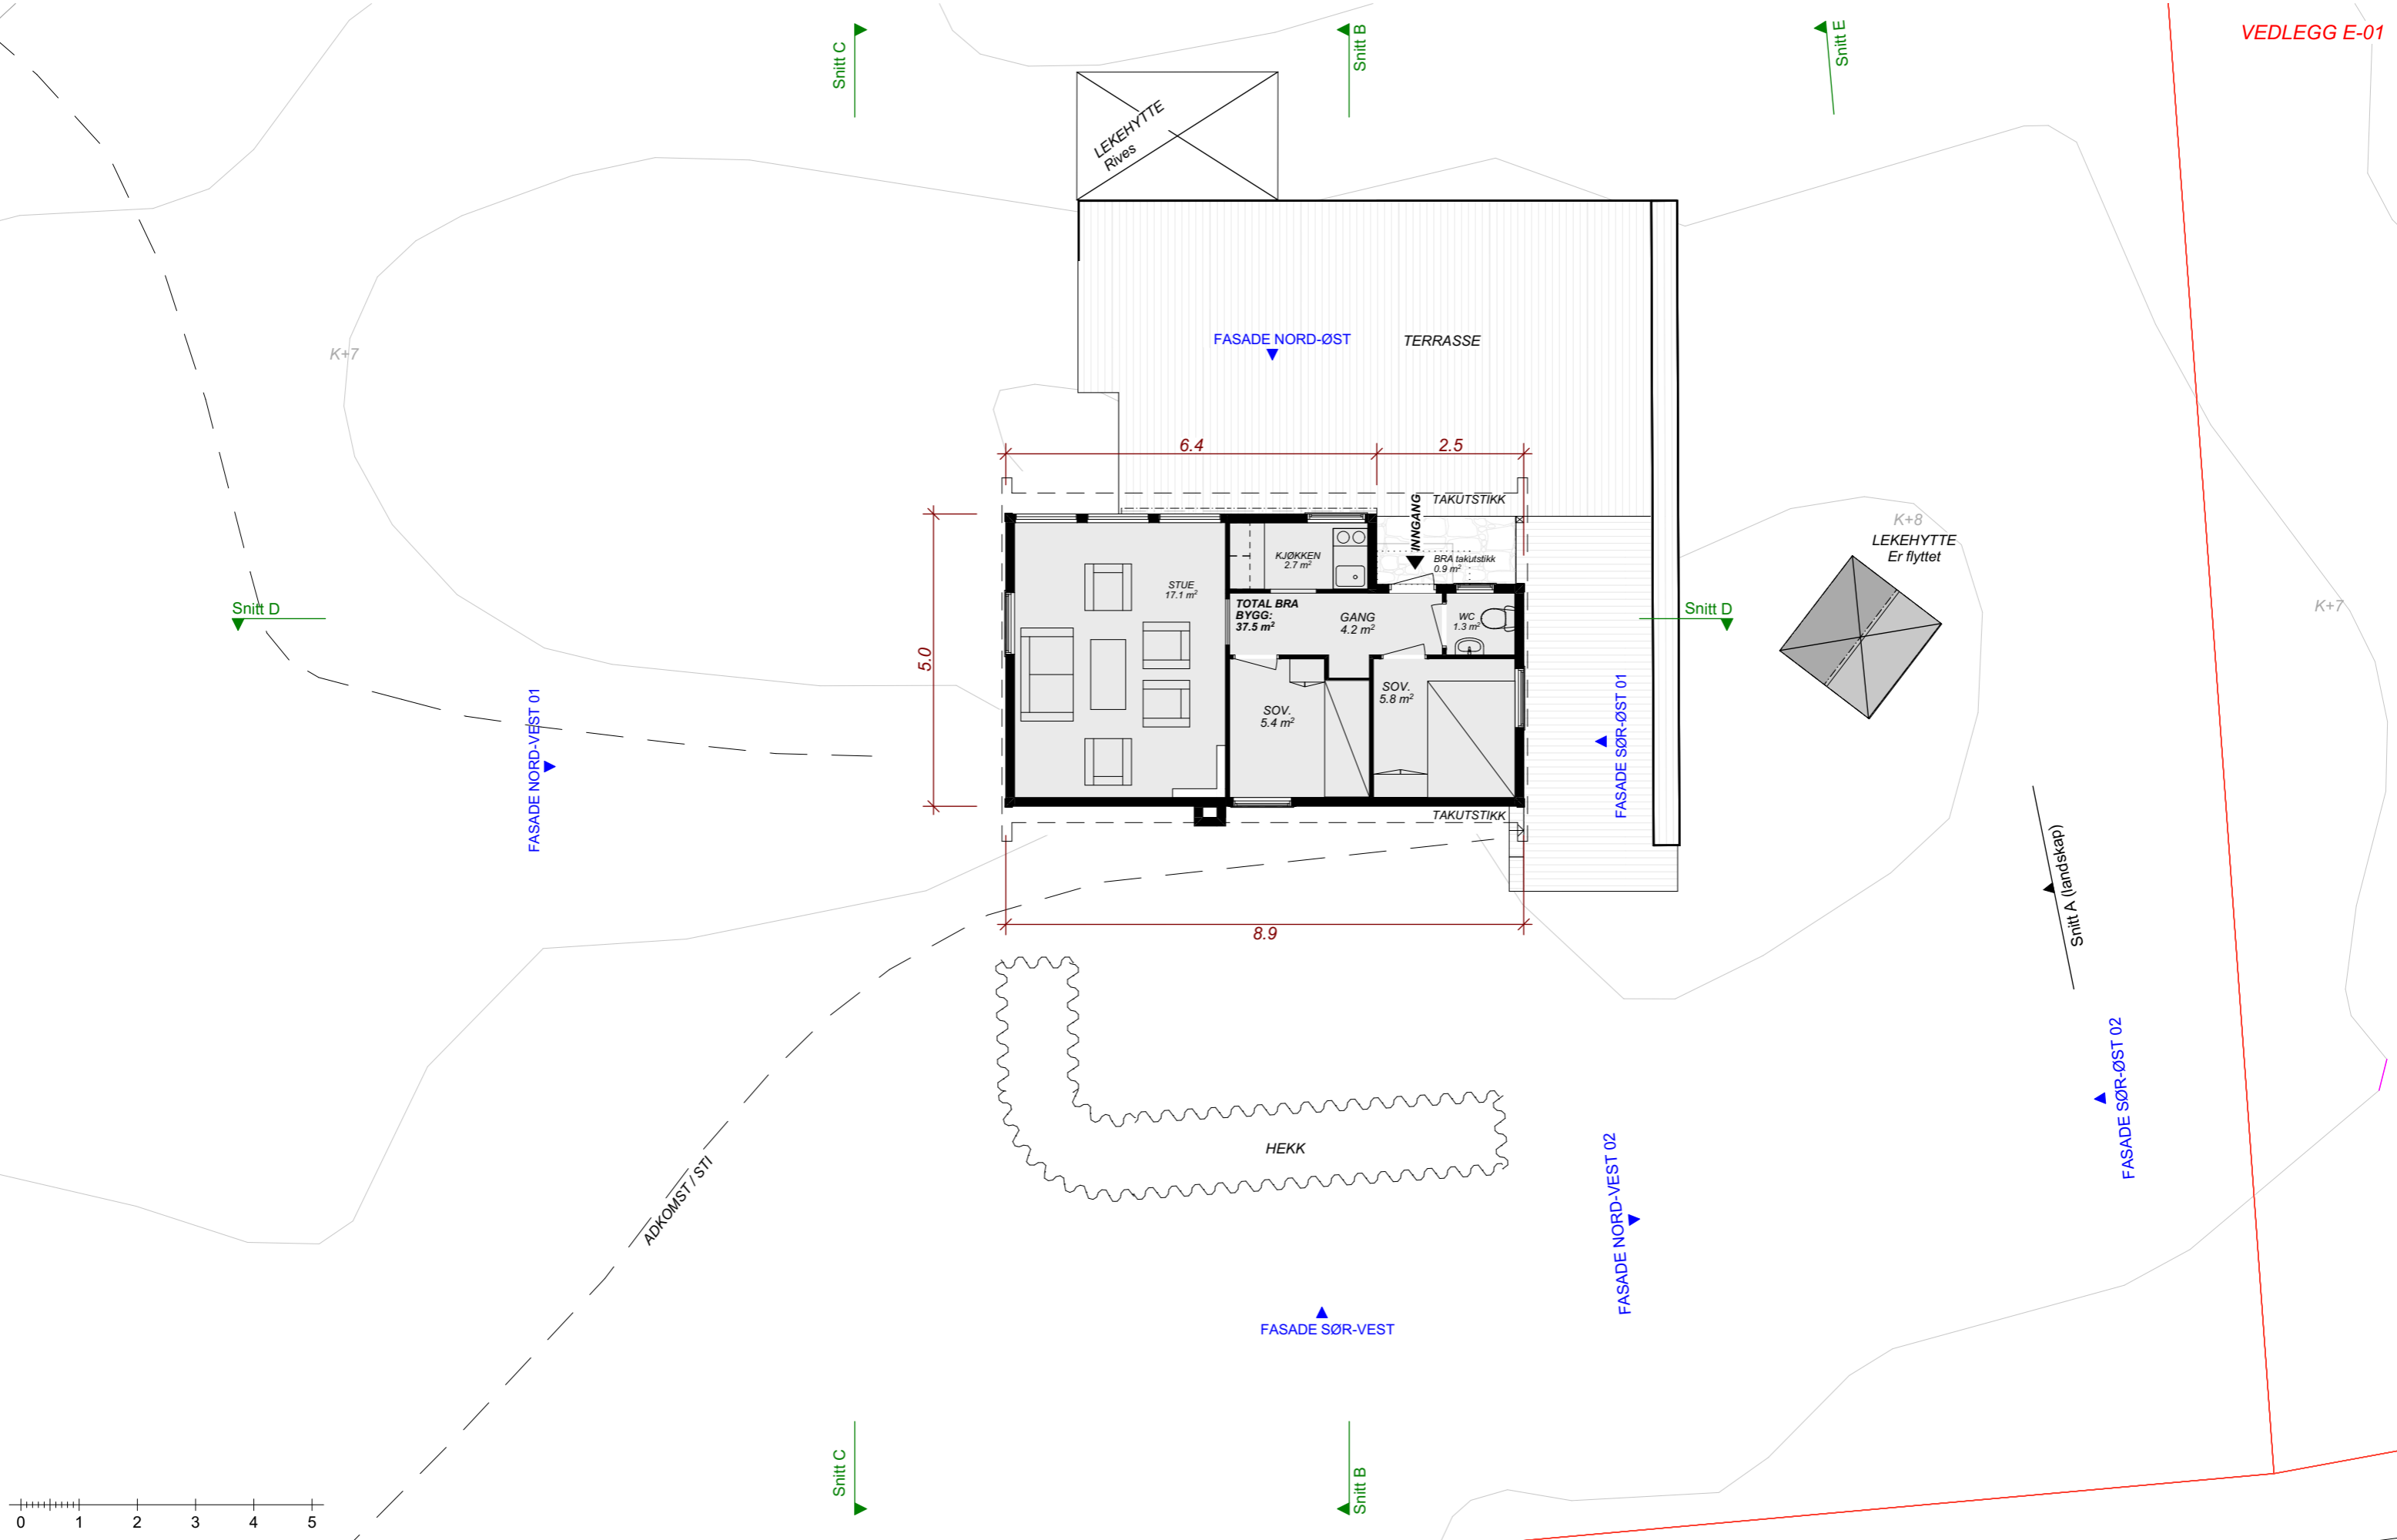 VEDLEGG E-01
Snitt C
Snitt B
Snitt E
LEKEHYTTE
Rives
FASADE NORD-ØST
TERRASSE
K+7
6.4
2.5
INNGANG
TAKUTSTIKK
K+8
LEKEHYTTE
Er flyttet
KJØKKEN
2.7 m²
BRA takutstikk
0.9 m²
STUE
17.1 m²
Snitt D
TOTAL BRA
BYGG:
37.5 m²
GANG
4.2 m²
WC
1.3 m²
Snitt D
K+7
5.0
SOV.
5.4 m²
SOV.
5.8 m²
FASADE NORD-VEST 01
FASADE SØR-ØST 01
TAKUTSTIKK
Snitt A (landskap)
8.9
HEKK
ADKOMST / STI
FASADE NORD-VEST 02
FASADE SØR-ØST 02
FASADE SØR-VEST
Snitt C
Snitt B
0 1 2 3 4 5